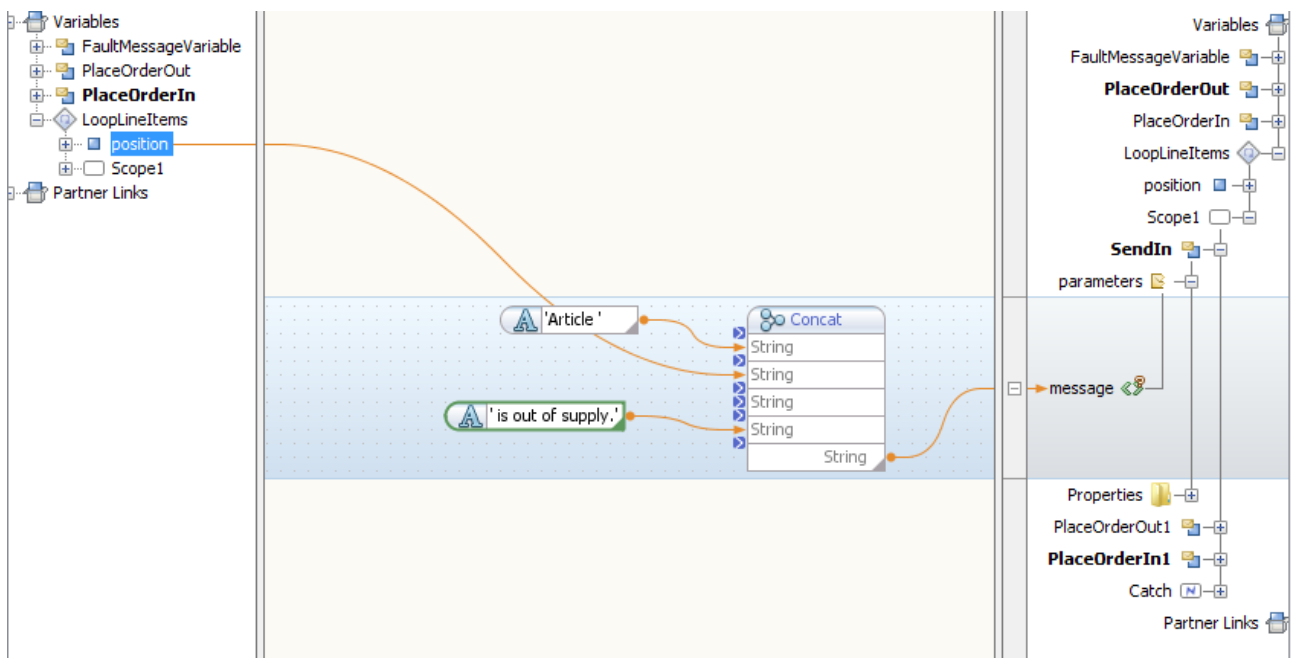 Variables
FaultMessageVariable
PlaceOrderOut
PlaceOrderIn
LoopLineItems
position
Scope1
Partner Links
'Article '
' is out of supply.'
Concat
String
String
String
String
String
Variables
FaultMessageVariable
PlaceOrderOut
PlaceOrderIn
LoopLineItems
position
Scope1
SendIn
parameters
message
Properties
PlaceOrderOut1
PlaceOrderIn1
Catch
Partner Links